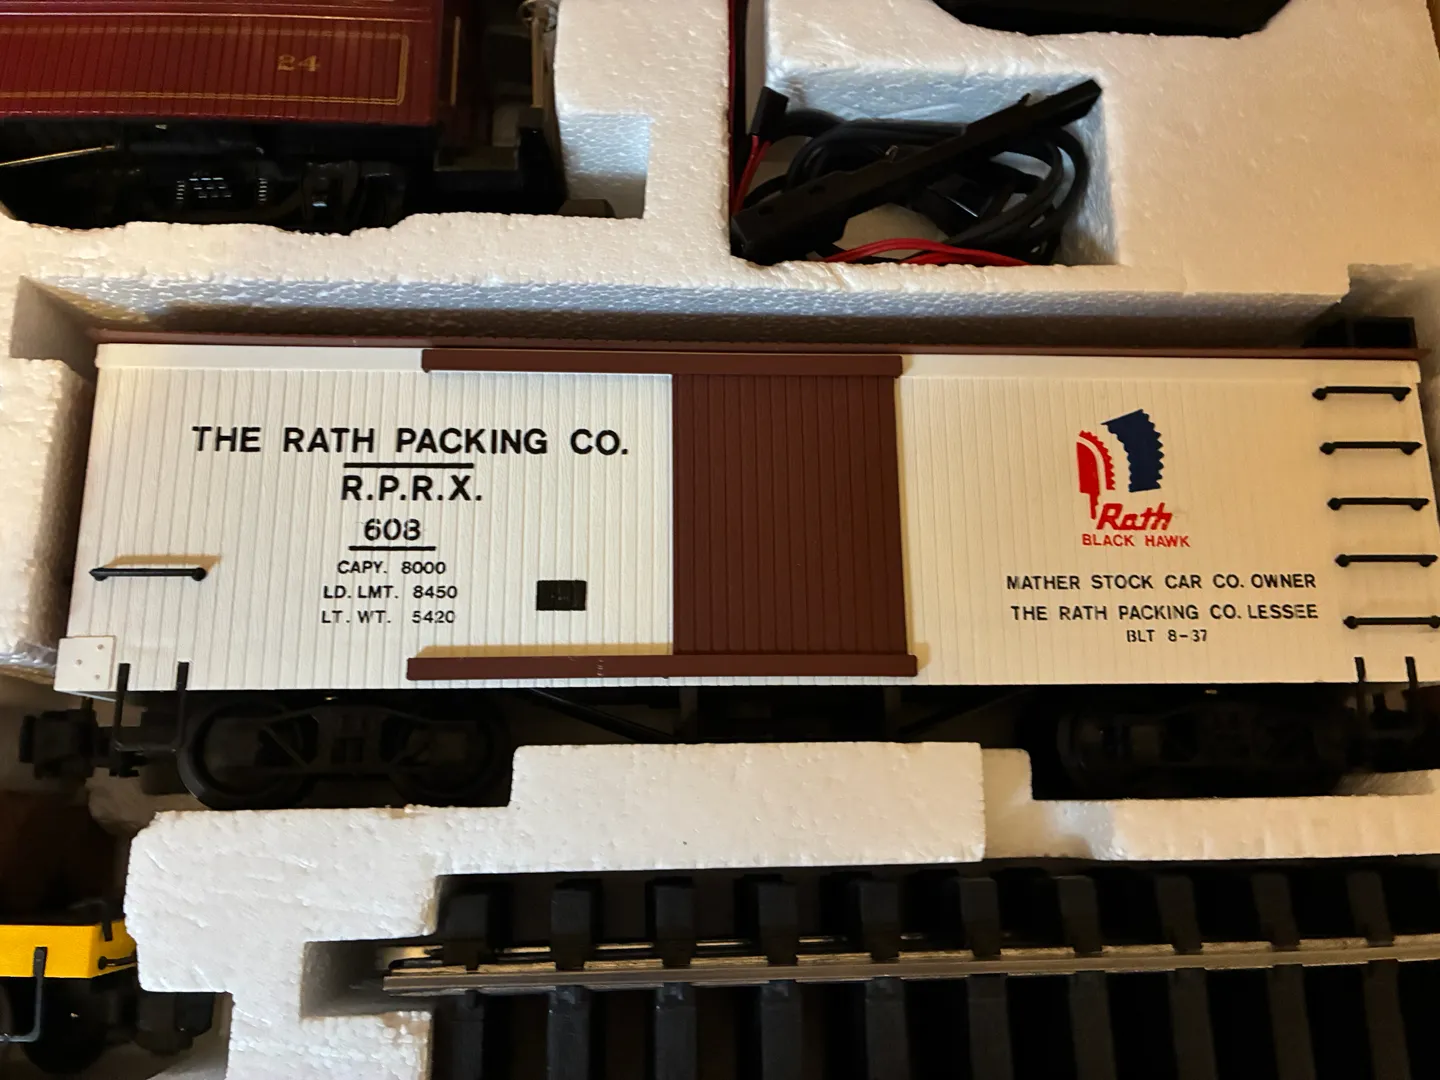 24
THE RATH PACKING CO.
R.P.R.X.
608
CAPY. 8000
LD. LMT. 8450
LT. WT. 5420
Rath
BLACK HAWK
MATHER STOCK CAR CO. OWNER
THE RATH PACKING CO. LESSEE
BLT 8-37